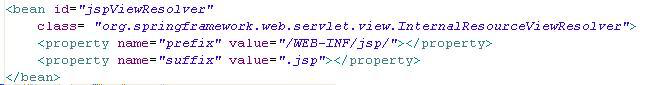 <bean id="jspViewResolver"
class= "org.springframework.web.servlet.view.InternalResourceViewResolver">
<property name="prefix" value="/WEB-INF/jsp/"></property>
<property name="suffix" value=".jsp"></property>
</bean>